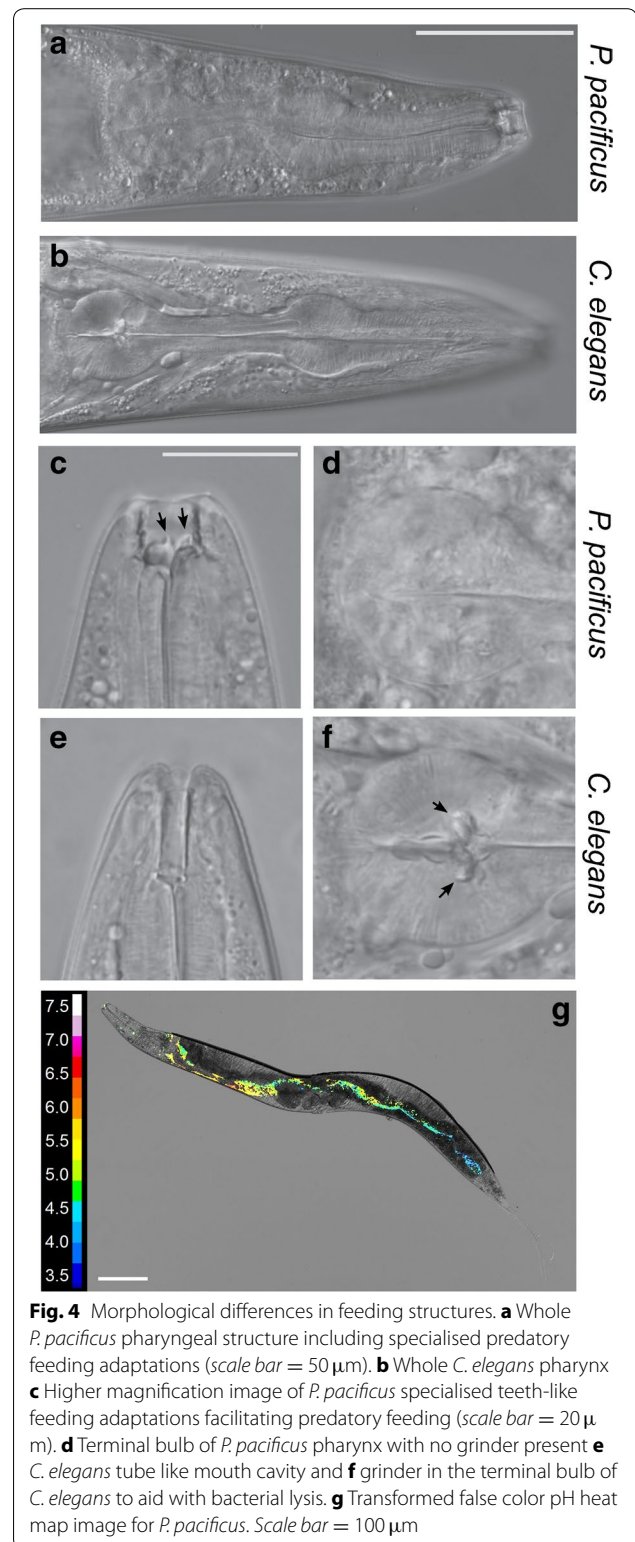 a
P. pacificus
b
C. elegans
c
d
P. pacificus
e
f
C. elegans
g
7.5
7.0
6.5
6.0
5.5
5.0
4.5
4.0
3.5
Fig. 4 Morphological differences in feeding structures. a Whole
P. pacificus pharyngeal structure including specialised predatory
feeding adaptations (scale bar = 50 μm). b Whole C. elegans pharynx
c Higher magnification image of P. pacificus specialised teeth-like
feeding adaptations facilitating predatory feeding (scale bar = 20 μ
m). d Terminal bulb of P. pacificus pharynx with no grinder present e
C. elegans tube like mouth cavity and f grinder in the terminal bulb of
C. elegans to aid with bacterial lysis. g Transformed false color pH heat
map image for P. pacificus. Scale bar = 100 μm